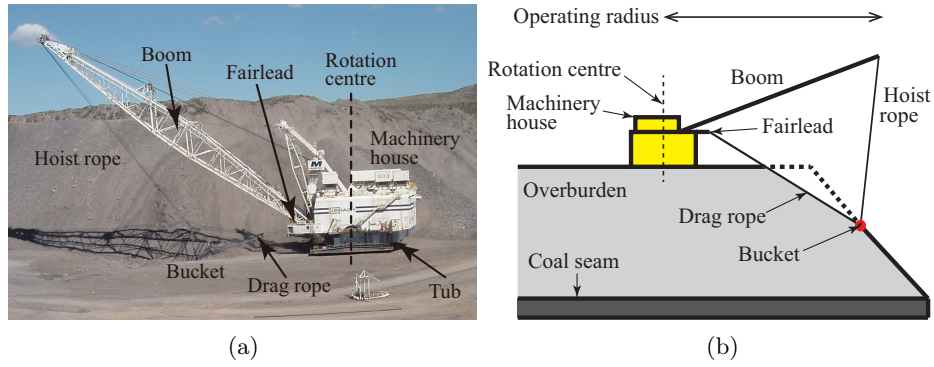 Boom
Fairlead
Rotation
centre
Hoist rope
Machinery
house
M
303
Bucket
Drag rope
Tub
(a)
Operating radius
Rotation centre
Machinery
house
Boom
Hoist
rope
Fairlead
Overburden
Drag rope
Bucket
Coal seam
(b)